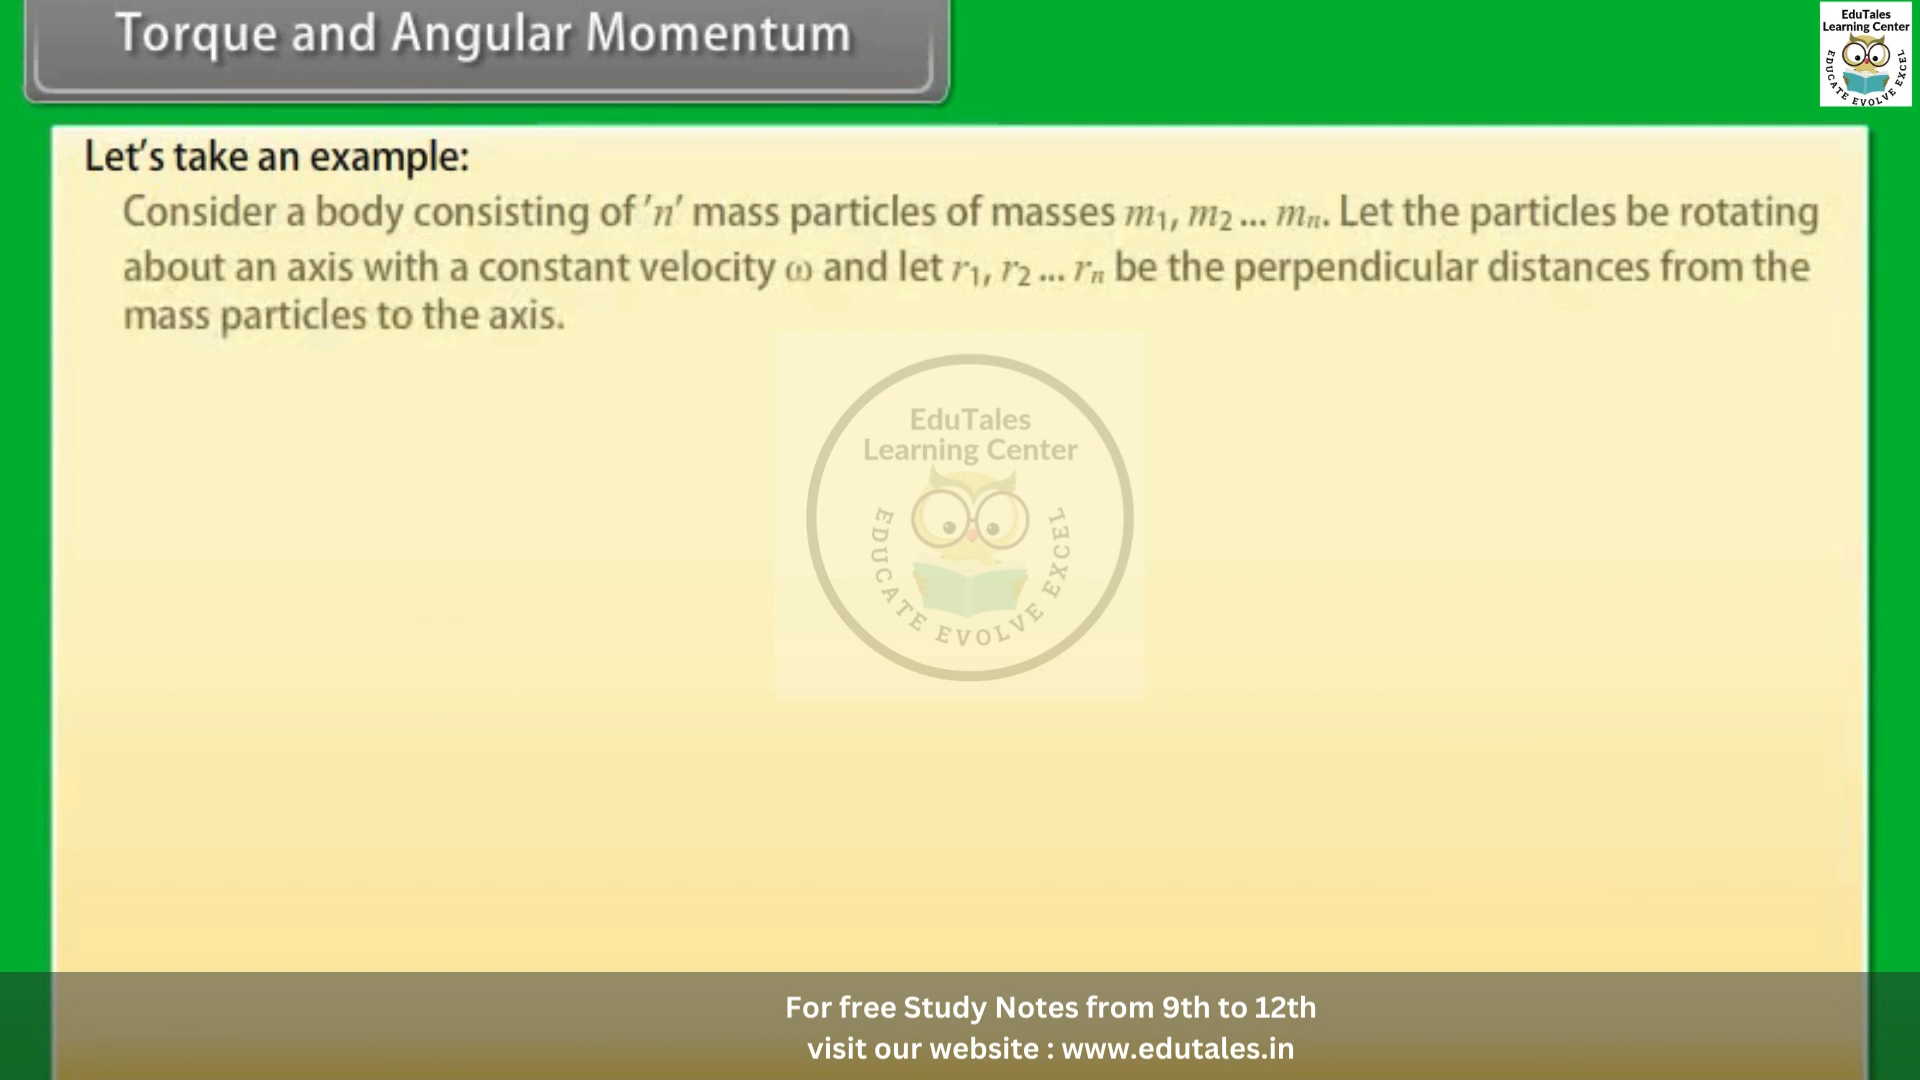 Torque and Angular Momentum
EduTales
Learning Center
EDUCATE EVOLVE EXCEL
Let's take an example:
Consider a body consisting of 'n' mass particles of masses m₁, m₂ ... mₙ. Let the particles be rotating
about an axis with a constant velocity ω and let r₁, r₂ ... rₙ be the perpendicular distances from the
mass particles to the axis.
EduTales
Learning Center
EDUCATE EVOLVE EXCEL
For free Study Notes from 9th to 12th
visit our website : www.edutales.in